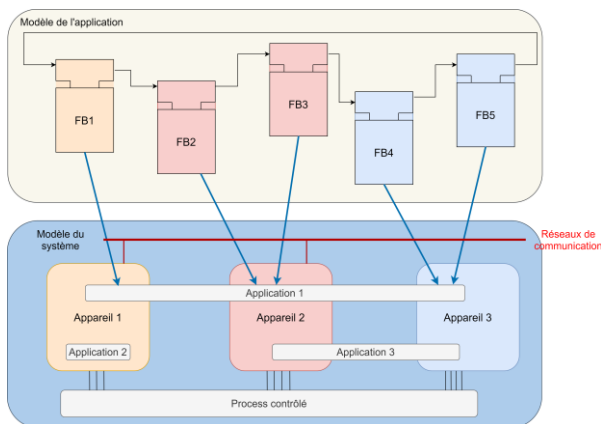 Modèle de l'application
FB1
FB2
FB3
FB4
FB5
Modèle du
système
Réseaux de
communication
Application 1
Appareil 1
Appareil 2
Appareil 3
Application 2
Application 3
Process contrôlé